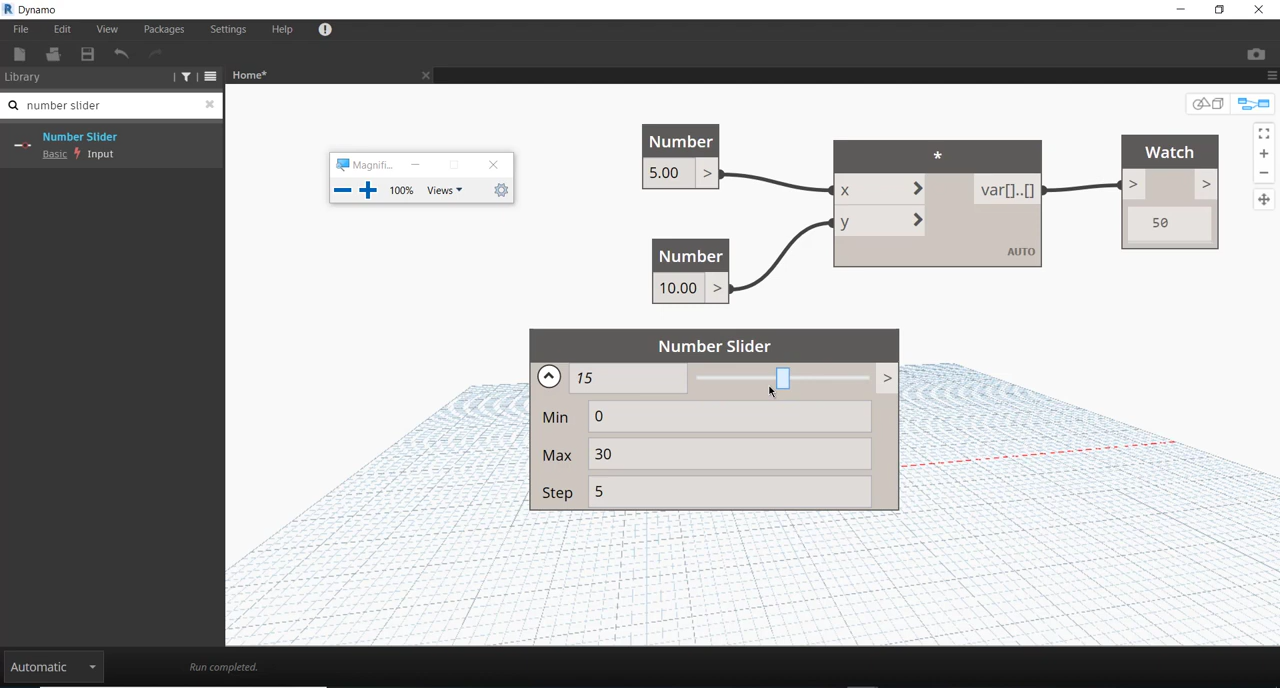 Dynamo
File Edit View Packages Settings Help
Library
Home*
number slider
Number Slider
Basic Input
Magnifi...
100% Views
Number
5.00 >
Number
10.00 >
*
x > var[]..[]
y >
AUTO
Watch
> >
50
Number Slider
15 >
Min 0
Max 30
Step 5
Automatic
Run completed.